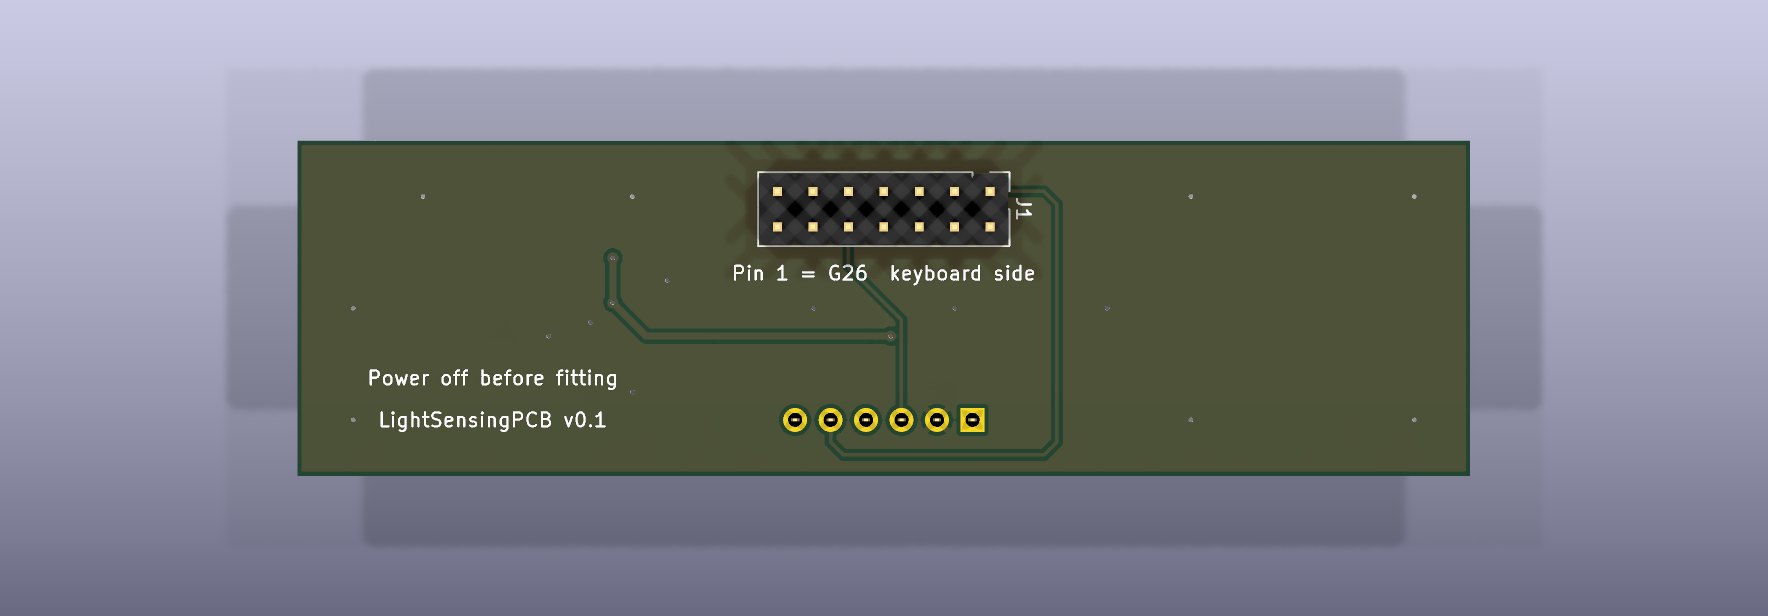 J1
Pin 1 = G26  keyboard side
Power off before fitting
LightSensingPCB v0.1